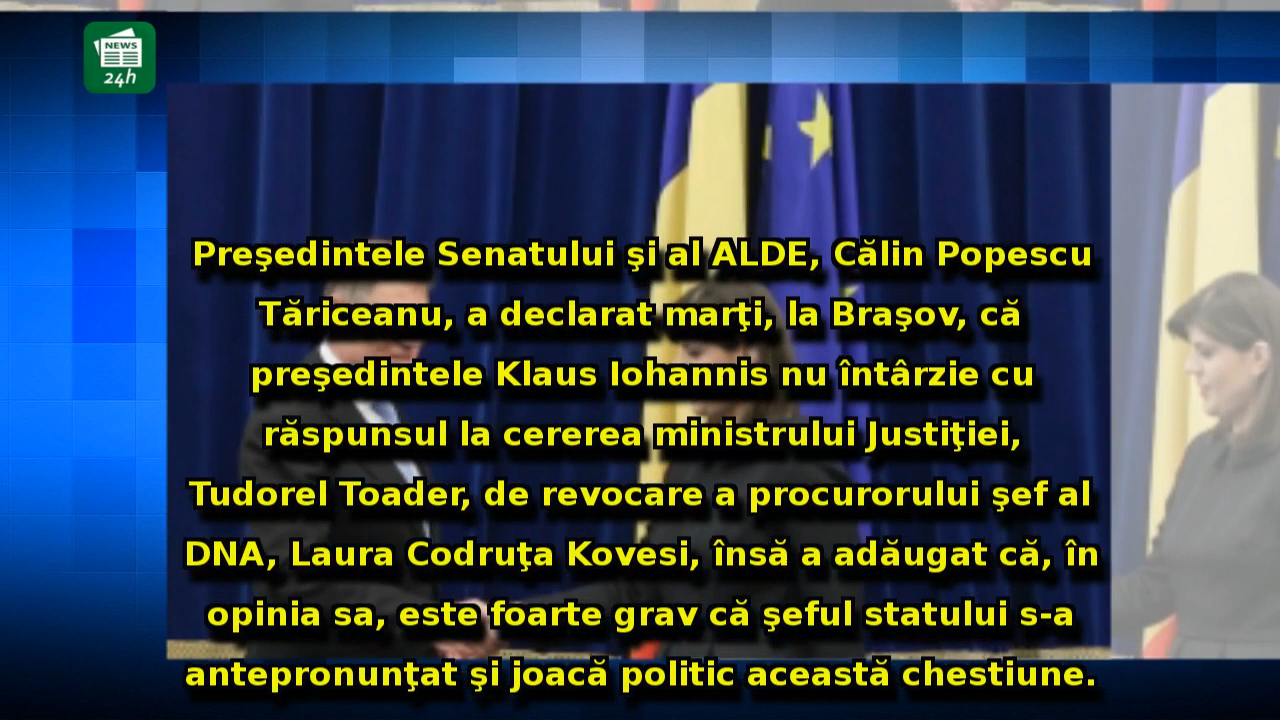 NEWS
24h
Preşedintele Senatului şi al ALDE, Călin Popescu
Tăriceanu, a declarat marţi, la Braşov, că
preşedintele Klaus Iohannis nu întârzie cu
răspunsul la cererea ministrului Justiţiei,
Tudorel Toader, de revocare a procurorului şef al
DNA, Laura Codruţa Kovesi, însă a adăugat că, în
opinia sa, este foarte grav că şeful statului s-a
antepronunţat şi joacă politic această chestiune.